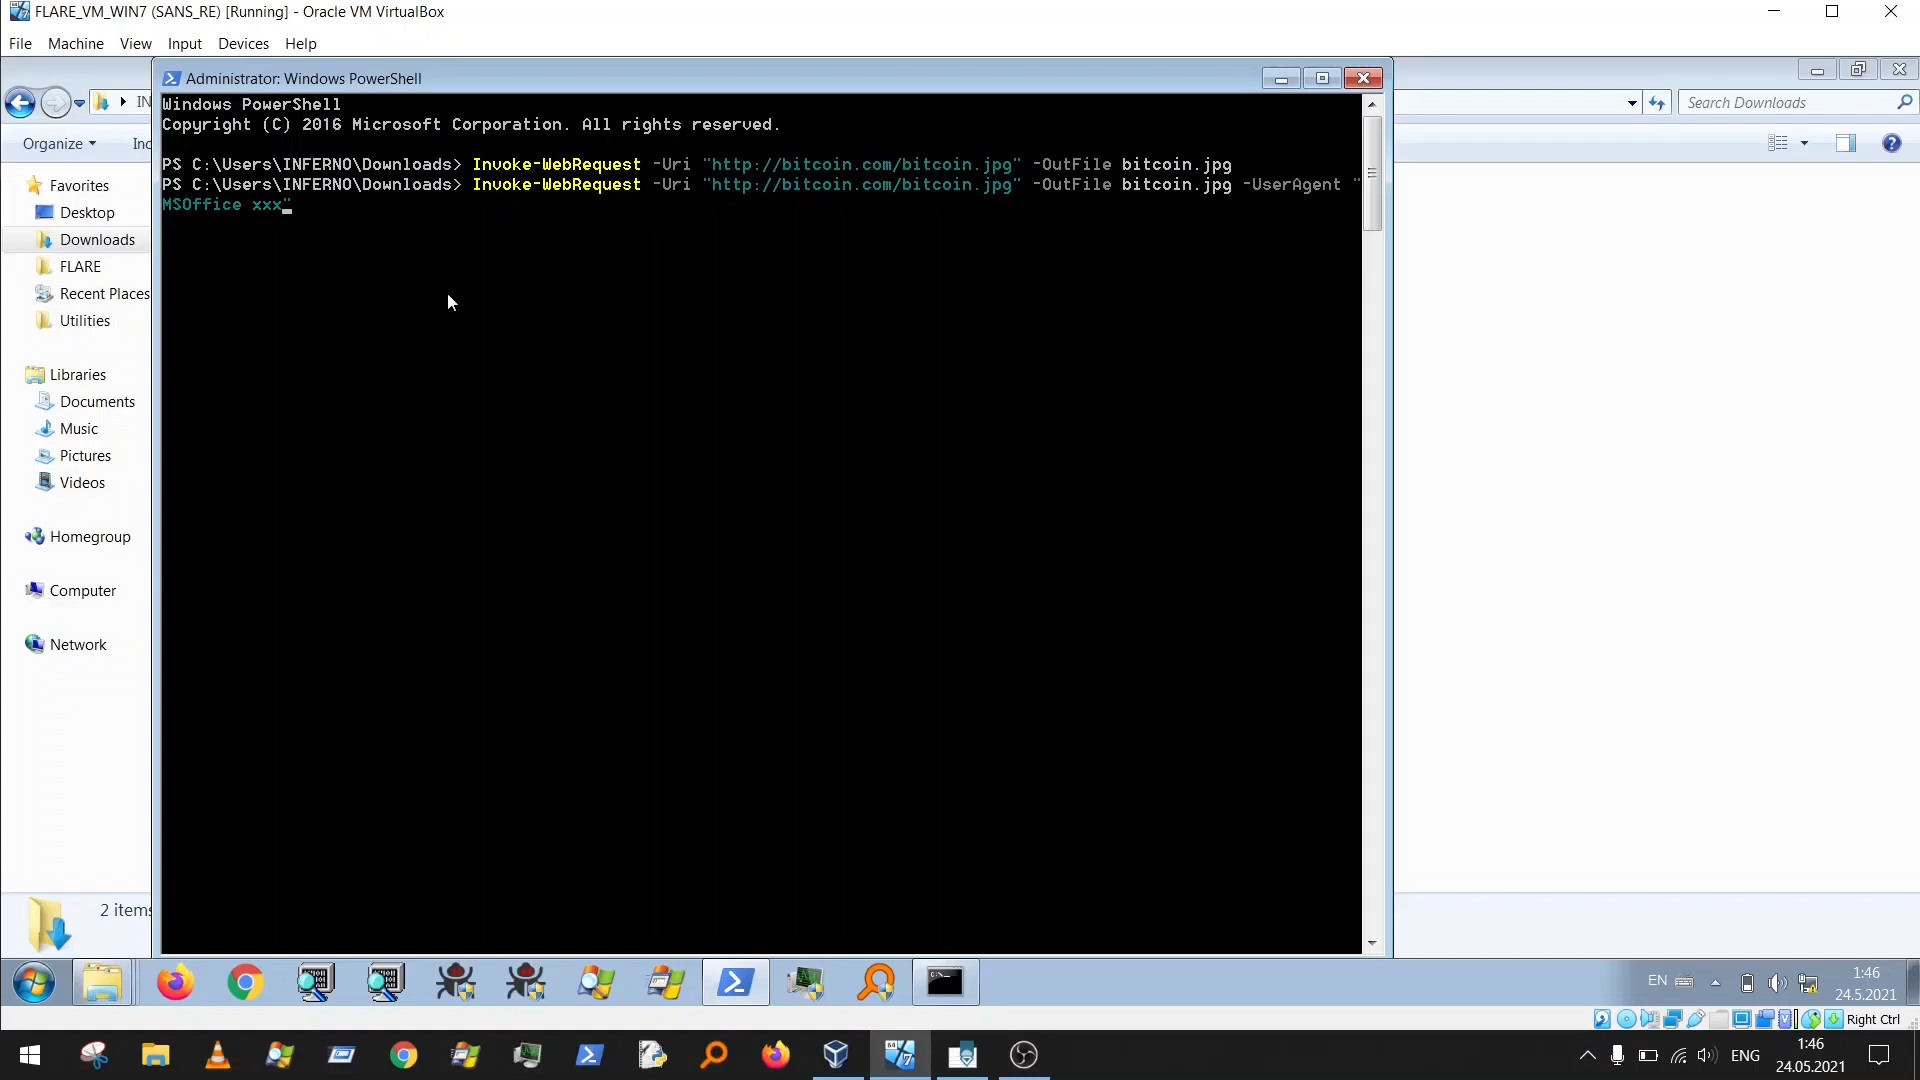 FLARE_VM_WIN7 (SANS_RE) [Running] - Oracle VM VirtualBox
File Machine View Input Devices Help
Administrator: Windows PowerShell
IN
Search Downloads
Organize
Inc
Windows PowerShell
Copyright (C) 2016 Microsoft Corporation. All rights reserved.
PS C:\Users\INFERNO\Downloads> Invoke-WebRequest -Uri "http://bitcoin.com/bitcoin.jpg" -OutFile bitcoin.jpg
PS C:\Users\INFERNO\Downloads> Invoke-WebRequest -Uri "http://bitcoin.com/bitcoin.jpg" -OutFile bitcoin.jpg -UserAgent "
MSOffice xxx"
Favorites
Desktop
Downloads
FLARE
Recent Places
Utilities
Libraries
Documents
Music
Pictures
Videos
Homegroup
Computer
Network
2 items
EN
1:46
24.5.2021
Right Ctrl
ENG
1:46
24.05.2021